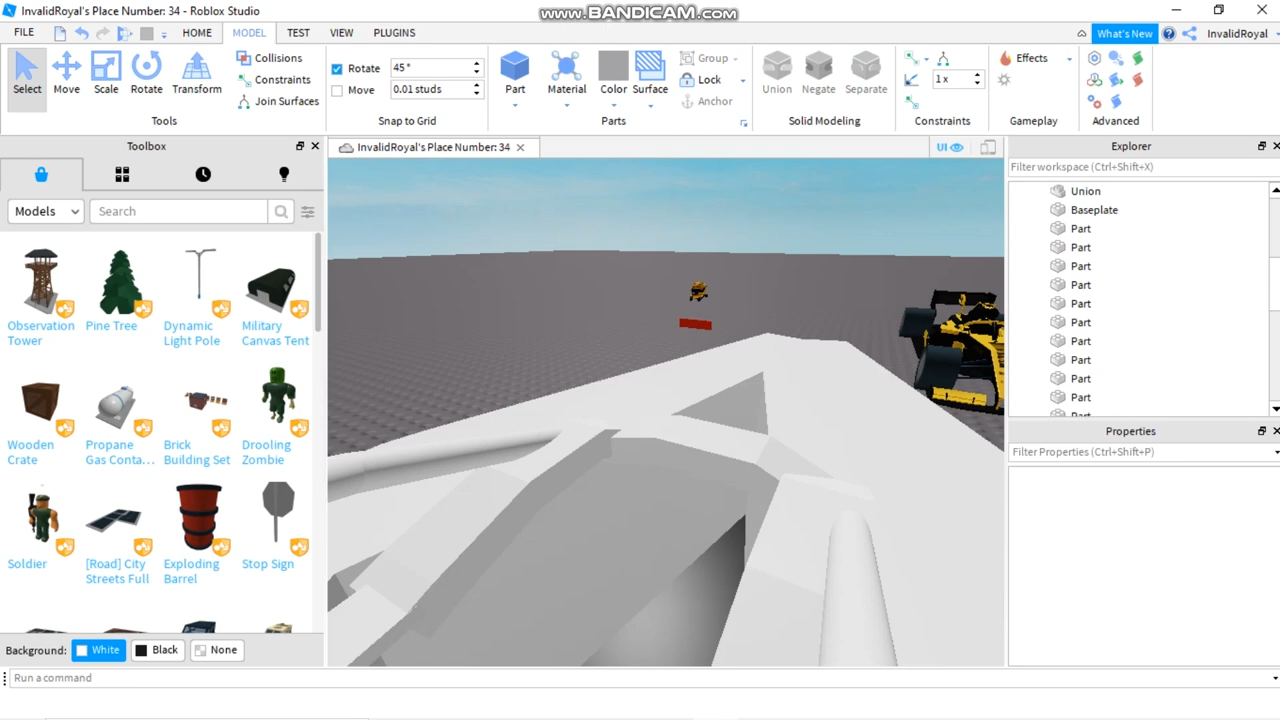 InvalidRoyal's Place Number: 34 - Roblox Studio
www.BANDICAM.com
FILE HOME MODEL TEST VIEW PLUGINS
What's New InvalidRoyal
Select Move Scale Rotate Transform
Collisions
Constraints
Join Surfaces
Tools
Rotate 45°
Move 0.01 studs
Snap to Grid
Part Material Color Surface
Group
Lock
Anchor
Parts
Union Negate Separate
Solid Modeling
1 x
Constraints
Effects
Gameplay
Advanced
Toolbox
InvalidRoyal's Place Number: 34
UI
Explorer
Filter workspace (Ctrl+Shift+X)
Models
Search
Observation Tower
Pine Tree
Dynamic Light Pole
Military Canvas Tent
Wooden Crate
Propane Gas Conta...
Brick Building Set
Drooling Zombie
Soldier
[Road] City Streets Full
Exploding Barrel
Stop Sign
Union
Baseplate
Part
Part
Part
Part
Part
Part
Part
Part
Part
Part
Part
Properties
Filter Properties (Ctrl+Shift+P)
Background: White Black None
Run a command